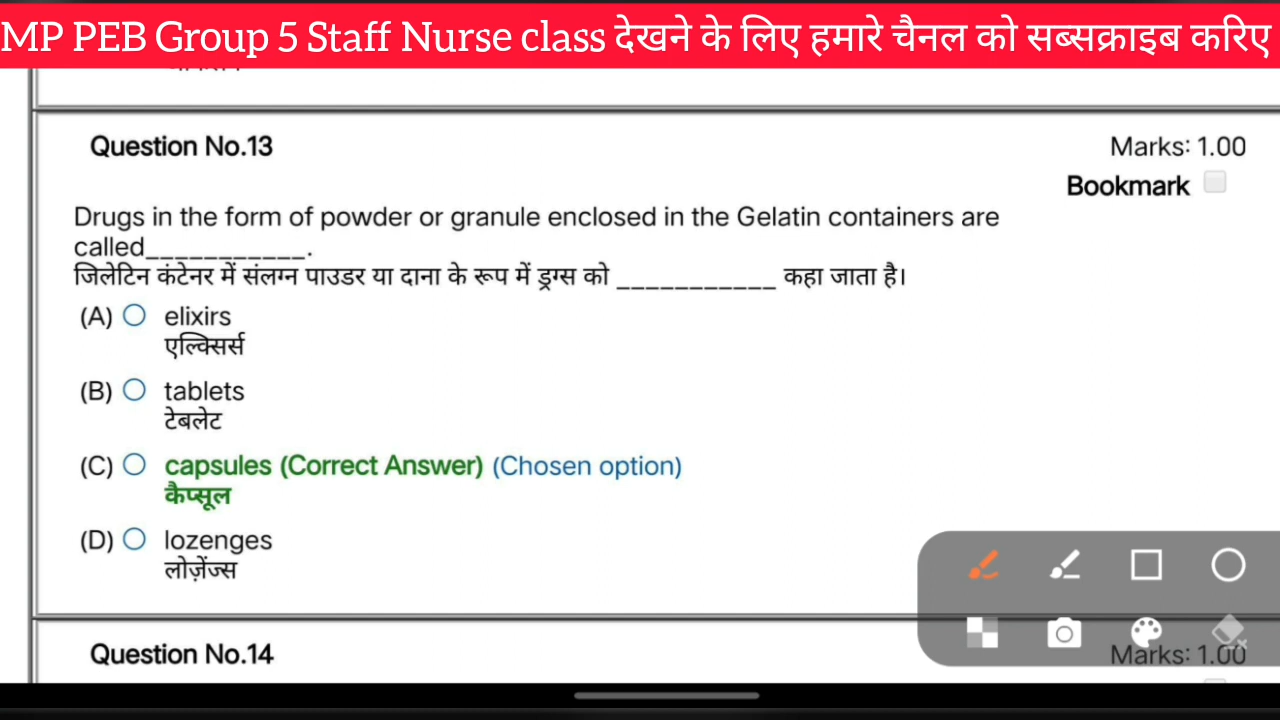 MP PEB Group 5 Staff Nurse class देखने के लिए हमारे चैनल को सब्सक्राइब करिए
Question No.13
Marks: 1.00
Bookmark
Drugs in the form of powder or granule enclosed in the Gelatin containers are
called___________.
जिलेटिन कंटेनर में संलग्न पाउडर या दाना के रूप में ड्रग्स को ___________ कहा जाता है।
(A) elixirs
एल्क्सिर्स
(B) tablets
टेबलेट
(C) capsules (Correct Answer) (Chosen option)
कैप्सूल
(D) lozenges
लोज़ेंज्स
Question No.14
Marks: 1.00